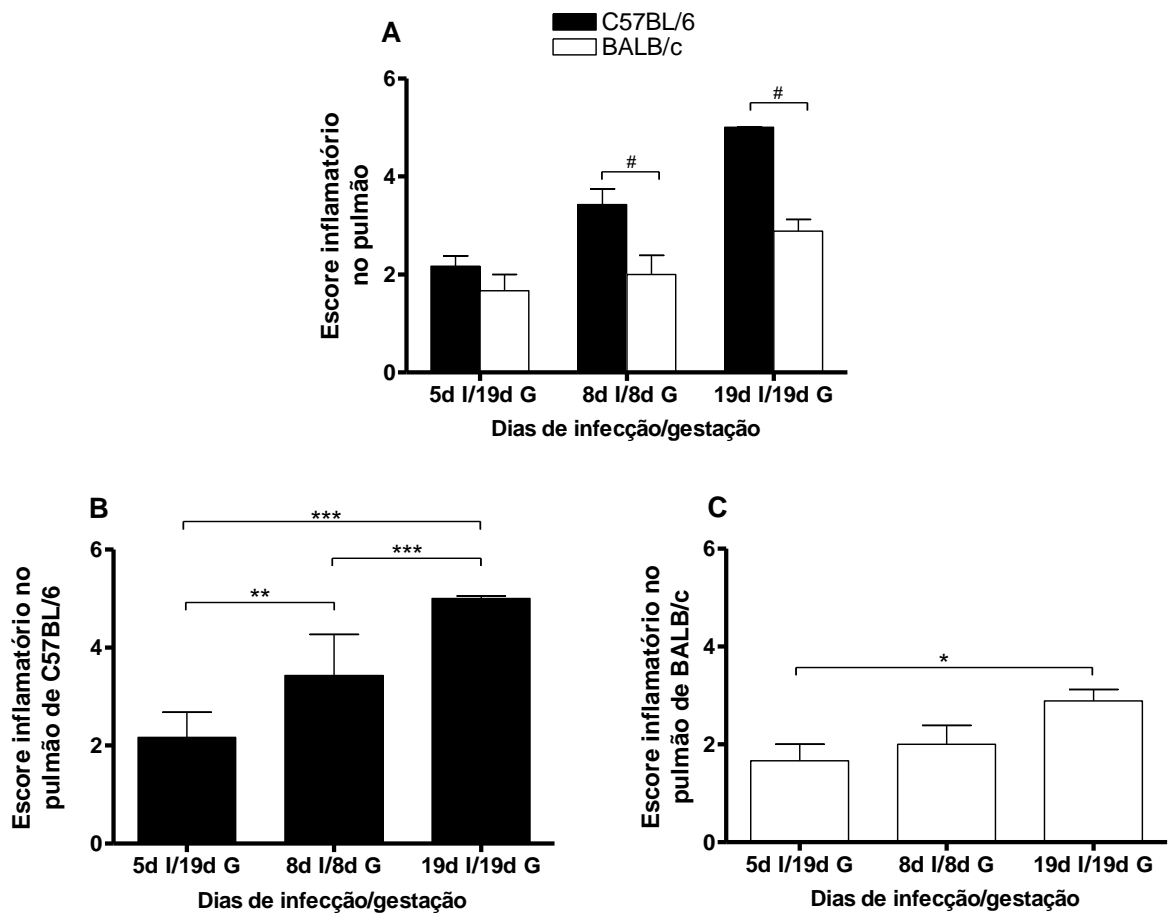 C57BL/6
A
BALB/c
6
4
2
0
Escore inflamatório
no pulmão
#
#
5d I/19d G 8d I/8d G 19d I/19d G
Dias de infecção/gestação
B
6
4
2
0
Escore inflamatório no
pulmão de C57BL/6
***
***
**
5d I/19d G 8d I/8d G 19d I/19d G
Dias de infecção/gestação
C
6
4
2
0
Escore inflamatório no
pulmão de BALB/c
*
5d I/19d G 8d I/8d G 19d I/19d G
Dias de infecção/gestação